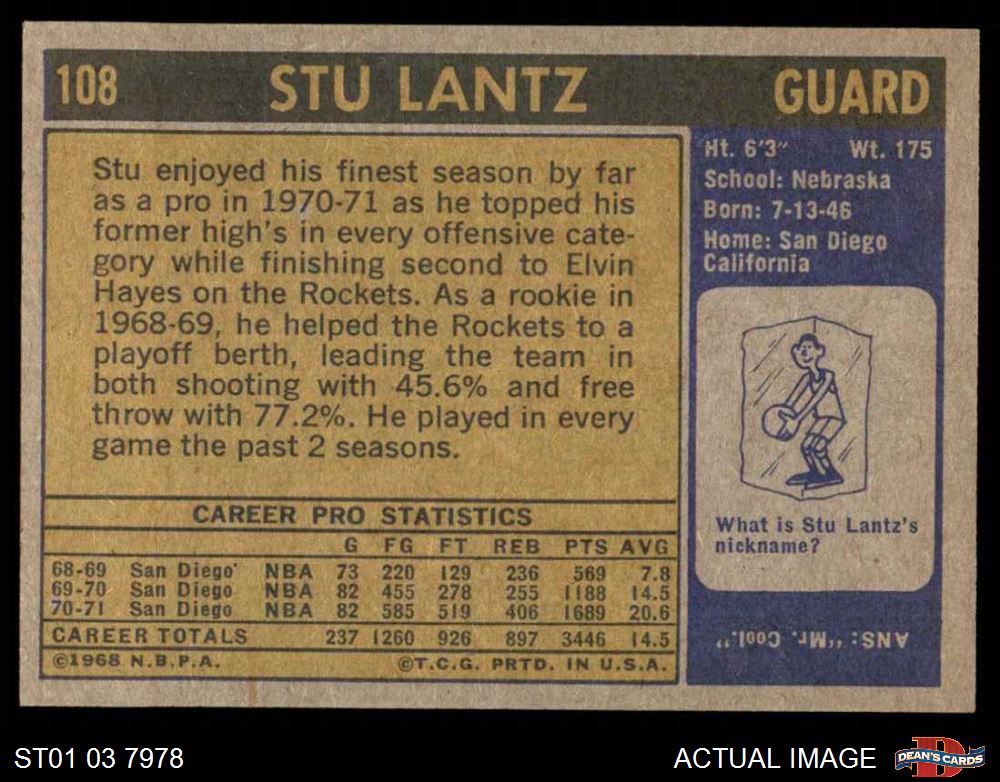 108 STU LANTZ GUARD
Stu enjoyed his finest season by far
as a pro in 1970-71 as he topped his
former high's in every offensive cate-
gory while finishing second to Elvin
Hayes on the Rockets. As a rookie in
1968-69, he helped the Rockets to a
playoff berth, leading the team in
both shooting with 45.6% and free
throw with 77.2%. He played in every
game the past 2 seasons.
Ht. 6'3" Wt. 175
School: Nebraska
Born: 7-13-46
Home: San Diego
California
What is Stu Lantz's
nickname?
ANS: "Mr. Cool."
CAREER PRO STATISTICS
G FG FT REB PTS AVG
68-69 San Diego NBA 73 220 129 236 569 7.8
69-70 San Diego NBA 82 455 278 255 1188 14.5
70-71 San Diego NBA 82 585 519 406 1689 20.6
CAREER TOTALS 237 1260 926 897 3446 14.5
©1968 N.B.P.A. ©T.C.G. PRTD. IN U.S.A.
ST01 03 7978 ACTUAL IMAGE
D
DEAN'S CARDS